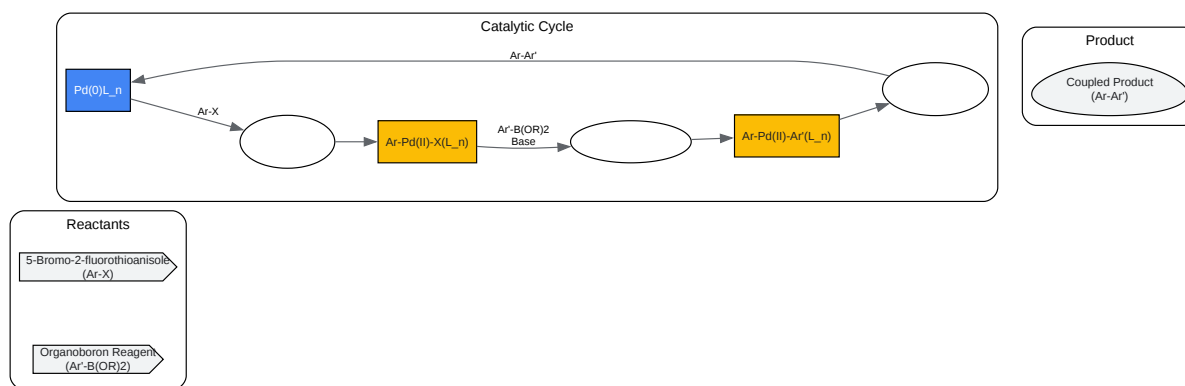 Catalytic Cycle
Ar-Ar'
Pd(0)L_n
Ar-X
Ar-Pd(II)-X(L_n)
Ar'-B(OR)2
Base
Ar-Pd(II)-Ar'(L_n)
Product
Coupled Product
(Ar-Ar')
Reactants
5-Bromo-2-fluorothioanisole
(Ar-X)
Organoboron Reagent
(Ar'-B(OR)2)